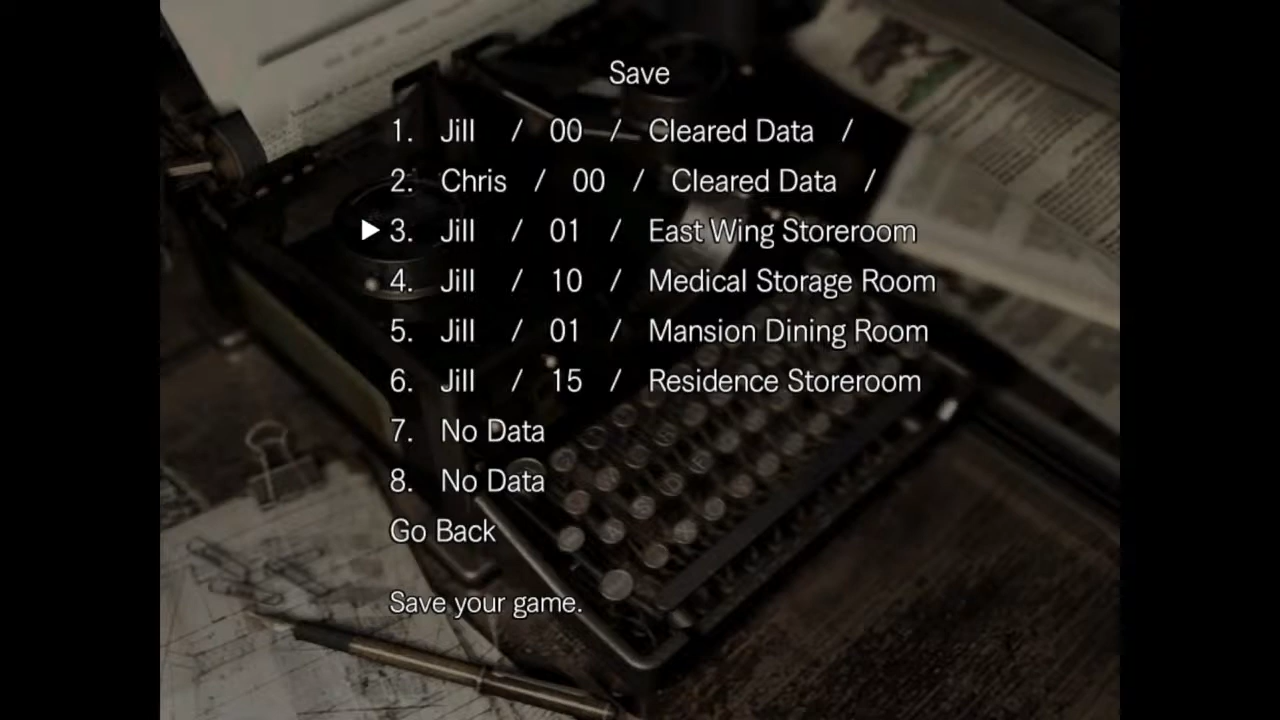 Save
1. Jill / 00 / Cleared Data /
2. Chris / 00 / Cleared Data /
3. Jill / 01 / East Wing Storeroom
4. Jill / 10 / Medical Storage Room
5. Jill / 01 / Mansion Dining Room
6. Jill / 15 / Residence Storeroom
7. No Data
8. No Data
Go Back
Save your game.